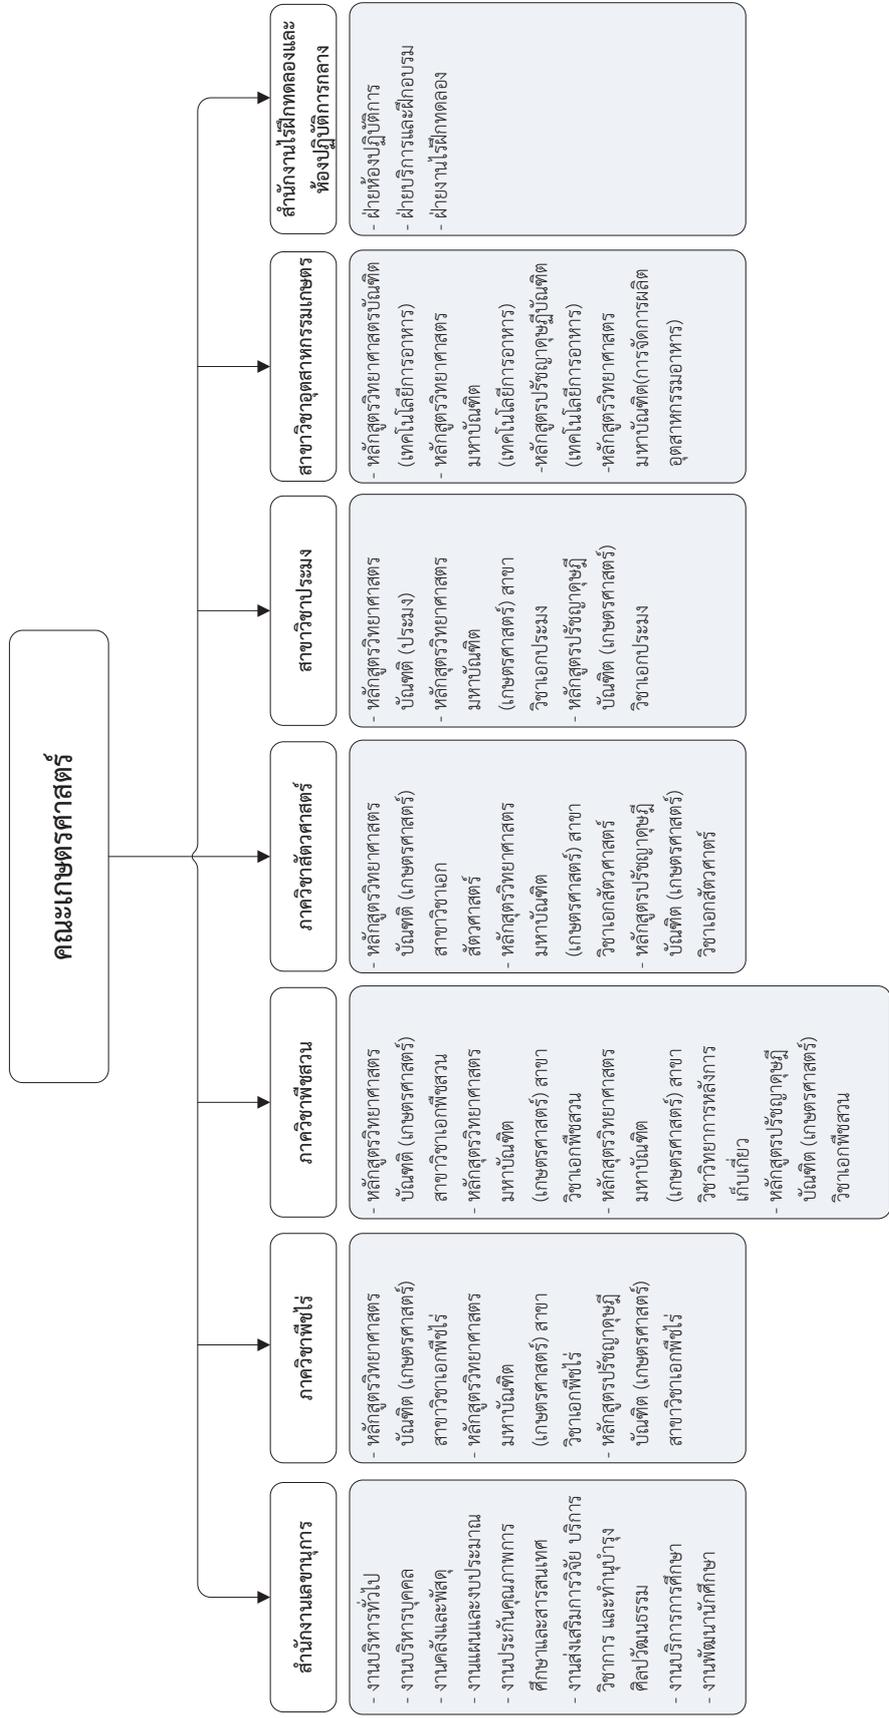 คณะเกษตรศาสตร์
สำนักงานเลขานุการ
- งานบริหารทั่วไป
- งานบริหารบุคคล
- งานคลังและพัสดุ
- งานแผนและงบประมาณ
- งานประกันคุณภาพการ
ศึกษาและสารสนเทศ
- งานส่งเสริมการวิจัย บริการ
วิชาการ และทำนุบำรุง
ศิลปวัฒนธรรม
- งานบริการการศึกษา
- งานพัฒนานักศึกษา
ภาควิชาพืชไร่
- หลักสูตรวิทยาศาสตร
บัณฑิต (เกษตรศาสตร์)
สาขาวิชาเอกพืชไร่
- หลักสูตรวิทยาศาสตร
มหาบัณฑิต
(เกษตรศาสตร์) สาขา
วิชาเอกพืชไร่
- หลักสูตรปรัชญาดุษฎี
บัณฑิต (เกษตรศาสตร์)
สาขาวิชาเอกพืชไร่
ภาควิชาพืชสวน
- หลักสูตรวิทยาศาสตร
บัณฑติ (เกษตรศาสตร์)
สาขาวิชาเอกพืชสวน
- หลักสูตรวิทยาศาสตร
มหาบัณฑิต
(เกษตรศาสตร์) สาขา
วิชาเอกพืชสวน
- หลักสูตรวิทยาศาสตร
มหาบัณฑิต
(เกษตรศาสตร์) สาขา
วิชาวิทยาการหลังการ
เก็บเกี่ยว
- หลักสูตรปรัชญาดุษฎี
บัณฑิต (เกษตรศาสตร์)
วิชาเอกพืชสวน
ภาควิชาสัตวศาสตร์
- หลักสูตรวิทยาศาสตร
บัณฑติ (เกษตรศาสตร์)
สาขาวิชาเอก
สัตวศาสตร์
- หลักสุตรวิทยาศาสตร
มหาบัณฑิต
(เกษตรศาสตร์) สาขา
วิชาเอกสัตวศาสตร์
- หลักสูตรปรัชญาดุษฎี
บัณฑิต (เกษตรศาสตร์)
วิชาเอกสัตวศาตร์
สาขาวิชาประมง
- หลักสูตรวิทยาศาสตร
บัณฑติ (ประมง)
- หลักสุตรวิทยาศาสตร
มหาบัณฑิต
(เกษตรศาสตร์) สาขา
วิชาเอกประมง
- หลักสูตรปรัชญาดุษฎี
บัณฑิต (เกษตรศาสตร์)
วิชาเอกประมง
สาขาวิชาอุตสาหกรรมเกษตร
- หลักสูตรวิทยาศาสตรบัณฑิต
(เทคโนโลยีการอาหาร)
- หลักสูตรวิทยาศาสตร
มหาบัณฑิต
(เทคโนโลยีการอาหาร)
-หลักสูตรปรัชญาดุษฎีบัณฑิต
(เทคโนโลยีการอาหาร)
-หลักสูตรวิทยาศาสตร
มหาบัณฑิต(การจัดการผลิต
อุตสาหกรรมอาหาร)
สำนักงานไร่ฝึกทดลองและ
ห้องปฏิบัติการกลาง
- ฝ่ายห้องปฏิบัติการ
- ฝ่ายบริการและฝึกอบรม
- ฝ่ายงานไร่ฝึกทดลอง